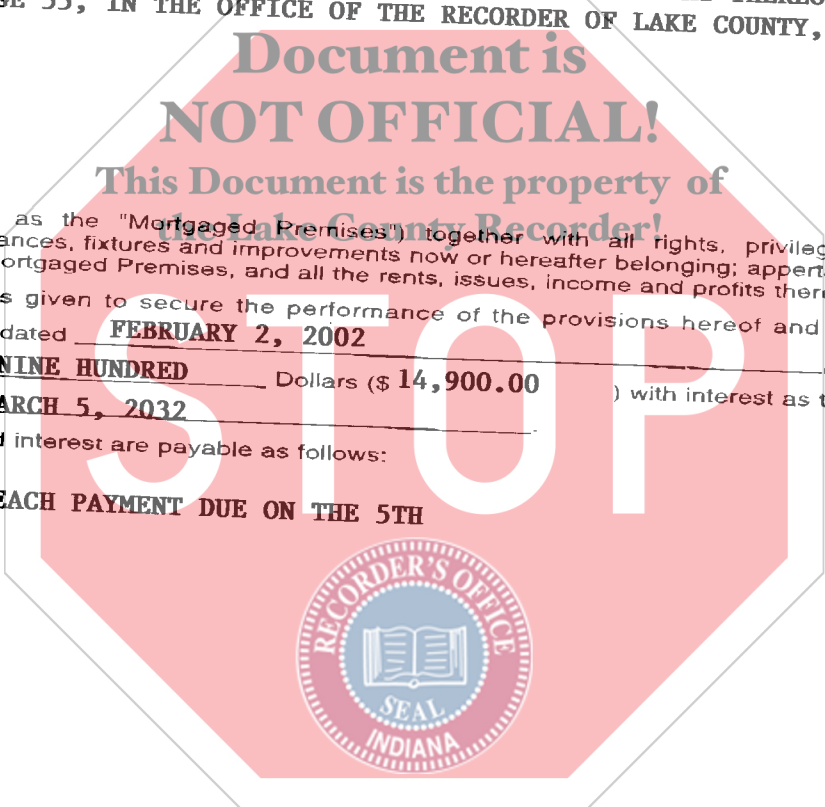 GE 55, IN THE OFFICE OF THE RECORDER OF LAKE COUNTY,
Document is
NOT OFFICIAL!
This Document is the property of
the Lake County Recorder!
as the "Mortgaged Premises") together with all rights, privileg
ances, fixtures and improvements now or hereafter belonging; appert
ortgaged Premises, and all the rents, issues, income and profits ther
s given to secure the performance of the provisions hereof and
dated FEBRUARY 2, 2002
NINE HUNDRED Dollars ($ 14,900.00 ) with interest as t
ARCH 5, 2032
d interest are payable as follows:
EACH PAYMENT DUE ON THE 5TH
STOP
RECORDER'S OFFICE
SEAL
INDIANA